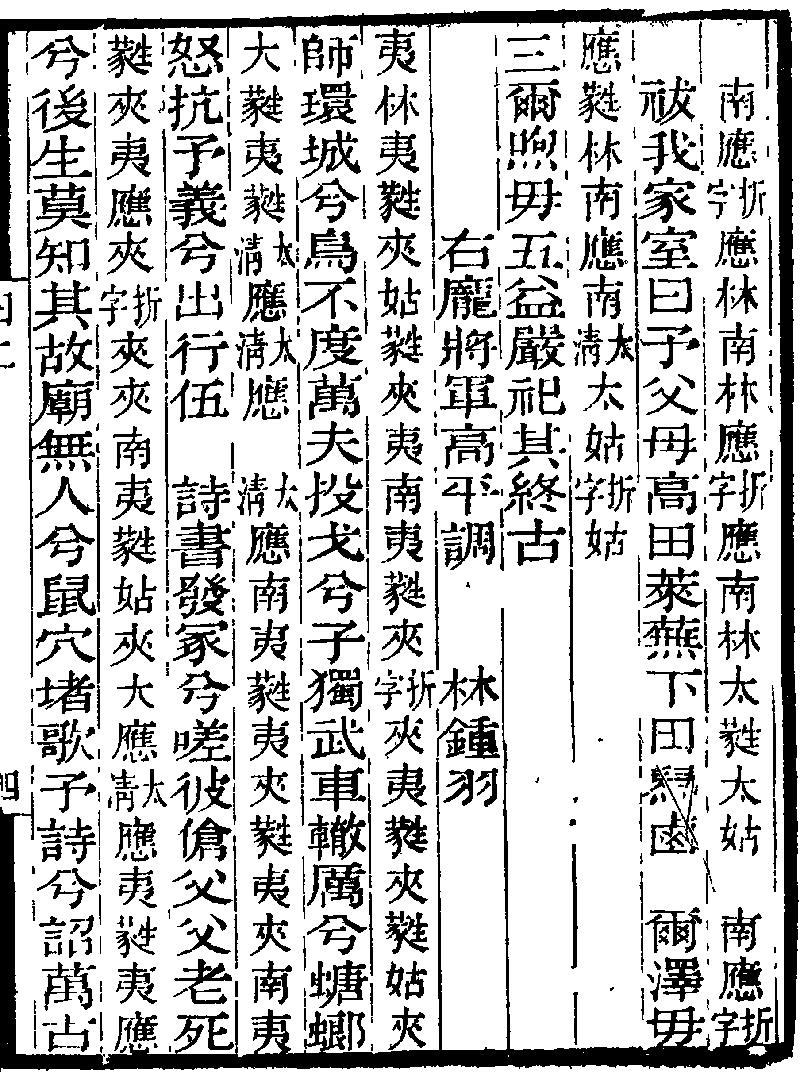 南應折字應林南林應折字應南林太蕤太姑　南應折字
祓我家室曰予父母高田萊蕪下田舄鹵　爾澤毋
應蕤林南應南太清太姑折字姑
三爾煦毋五益嚴祀其終古
右龐將軍高平調　林鍾羽
夷林夷蕤夾姑蕤夾夷南夷蕤夾折字夾夷蕤夾蕤姑夾
師環城兮鳥不度萬夫投戈兮子獨武車轍厲兮螗螂
大蕤夷蕤太清應太清應　太清應南夷蕤夷夾蕤夷夾南夷
怒抗予義兮出行伍　詩書發冢兮嗟彼傖父父老死
蕤夾夷應夾折字夾夾南夷蕤姑夾大應太清應夷蕤夷應
兮後生莫知其故廟無人兮鼠穴堵歌予詩兮詔萬古